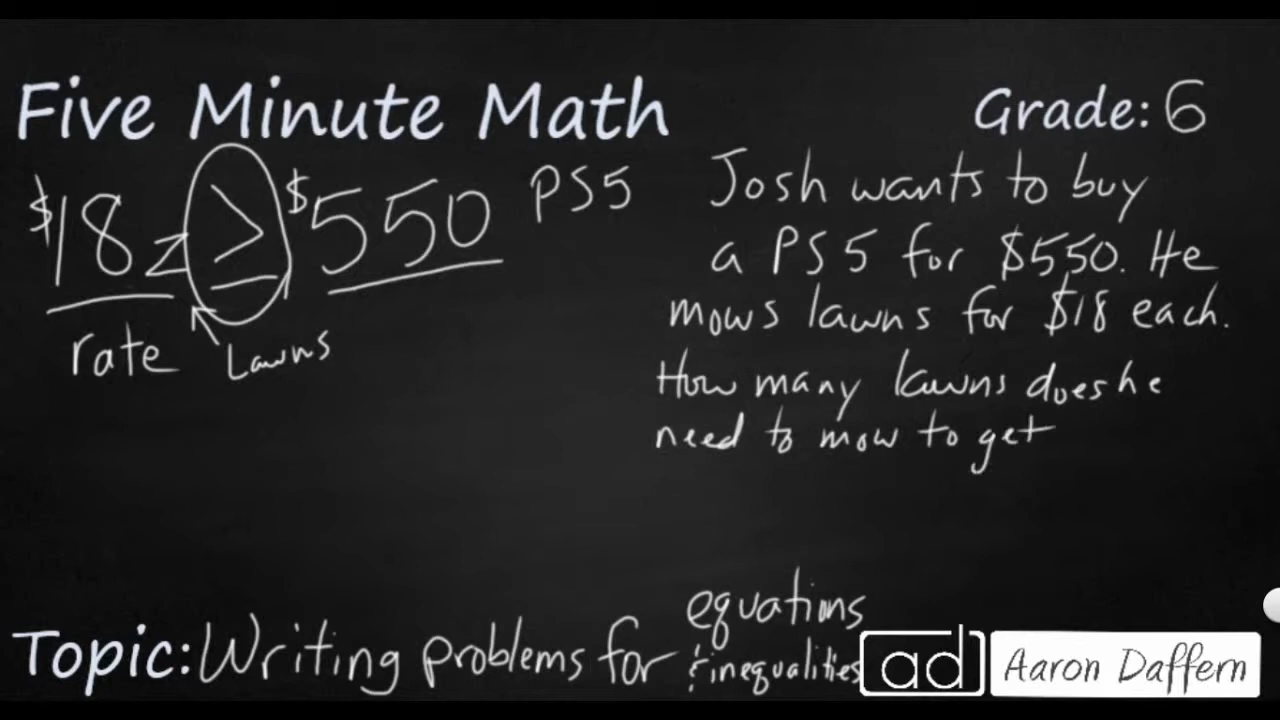 Five Minute Math
Grade: 6
$18z ≥ $550 PS5
rate
Lawns
Josh wants to buy
a PS5 for $550. He
mows lawns for $18 each.
How many lawns does he
need to mow to get
Topic: Writing problems for equations
& inequalities
ad Aaron Daffern